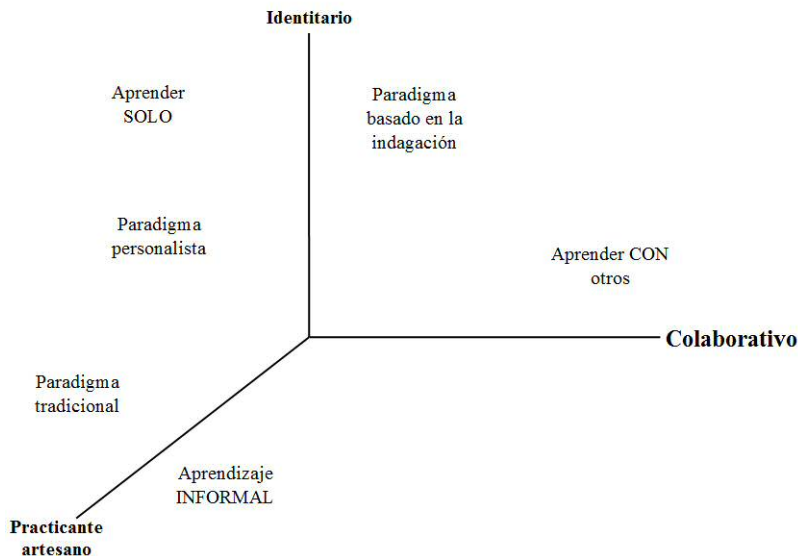 Identitario
Aprender
SOLO
Paradigma
basado en la
indagación
Paradigma
personalista
Aprender CON
otros
Colaborativo
Paradigma
tradicional
Aprendizaje
INFORMAL
Practicante
artesano